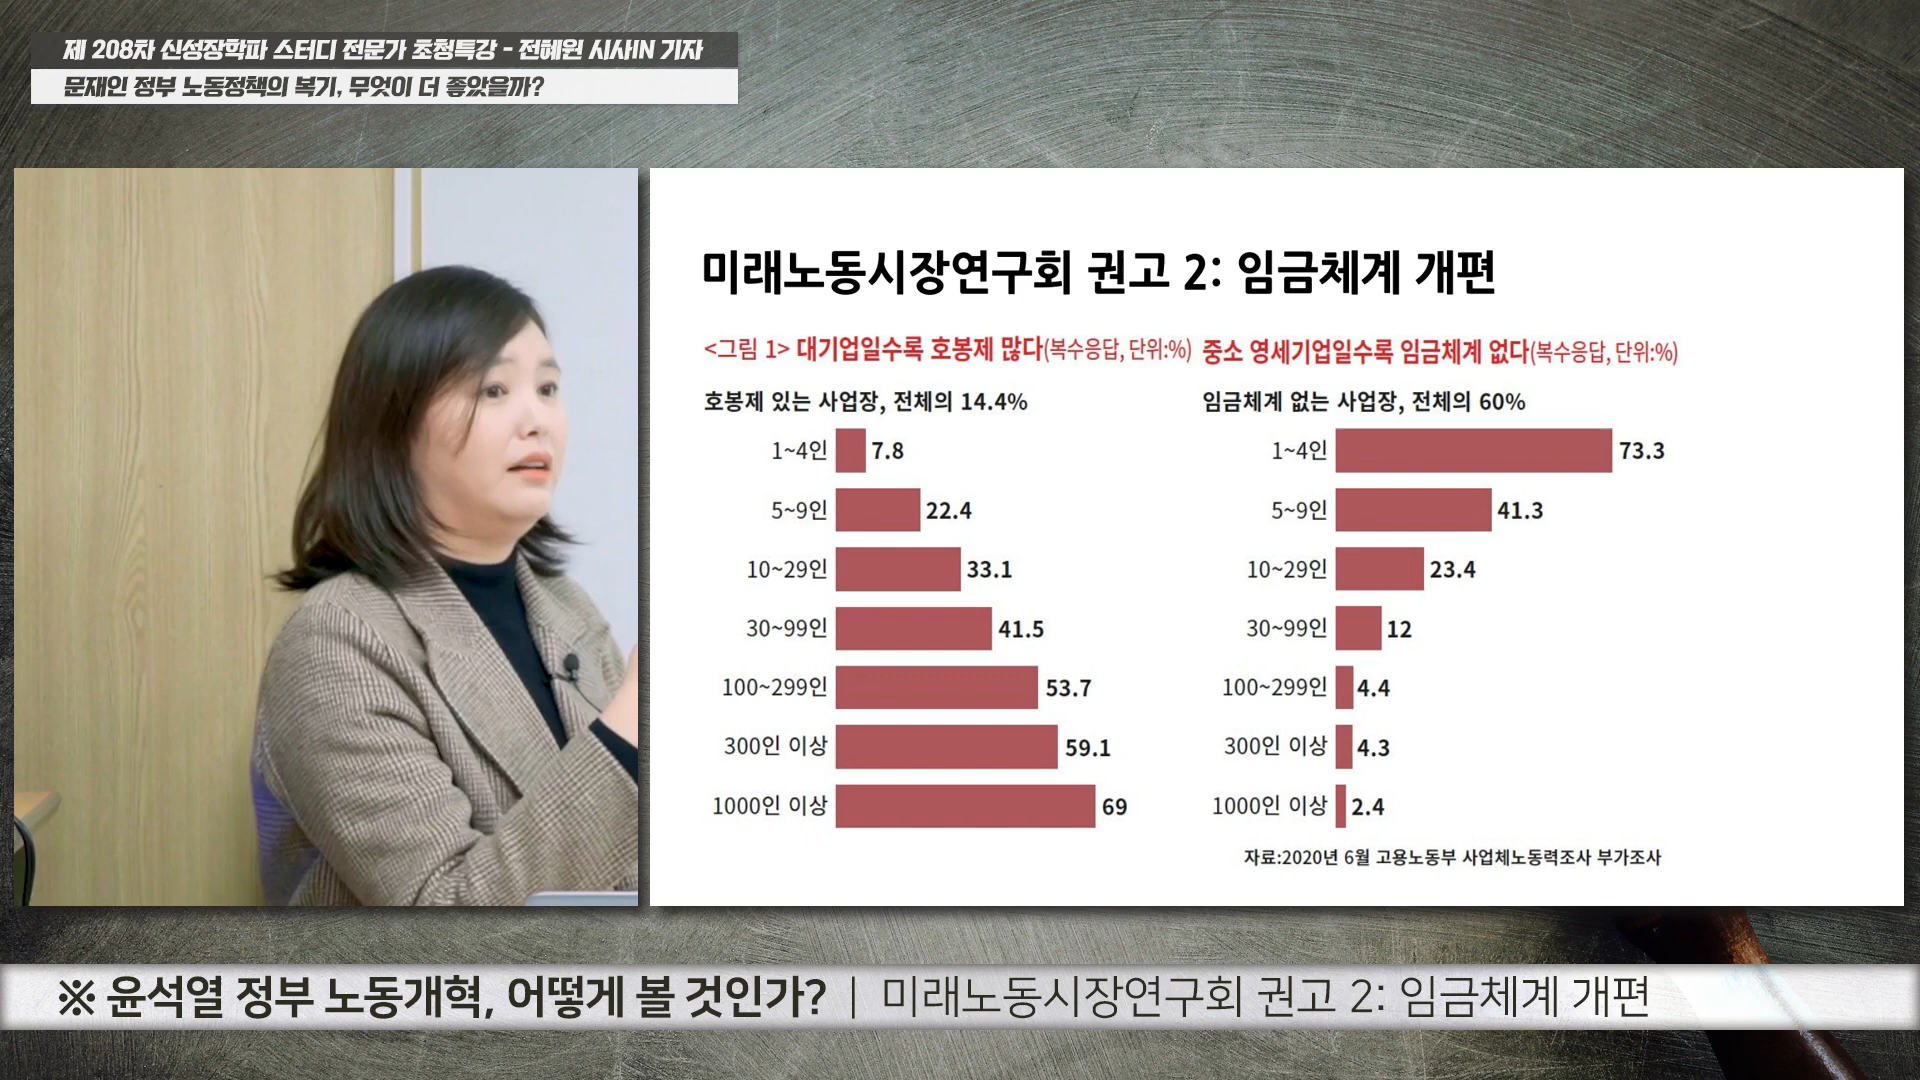 제 208차 신성장학파 스터디 전문가 초청특강 - 전혜원 시사IN 기자
문재인 정부 노동정책의 복기, 무엇이 더 좋았을까?
미래노동시장연구회 권고 2: 임금체계 개편
<그림 1> 대기업일수록 호봉제 많다(복수응답, 단위:%)
호봉제 있는 사업장, 전체의 14.4%
1~4인 7.8
5~9인 22.4
10~29인 33.1
30~99인 41.5
100~299인 53.7
300인 이상 59.1
1000인 이상 69
중소 영세기업일수록 임금체계 없다(복수응답, 단위:%)
임금체계 없는 사업장, 전체의 60%
1~4인 73.3
5~9인 41.3
10~29인 23.4
30~99인 12
100~299인 4.4
300인 이상 4.3
1000인 이상 2.4
자료:2020년 6월 고용노동부 사업체노동력조사 부가조사
※ 윤석열 정부 노동개혁, 어떻게 볼 것인가? | 미래노동시장연구회 권고 2: 임금체계 개편